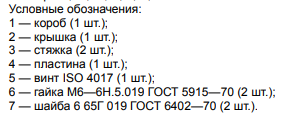 Условные обозначения:
1 — короб (1 шт.);
2 — крышка (1 шт.);
3 — стяжка (2 шт.);
4 — пластина (1 шт.);
5 — винт ISO 4017 (1 шт.);
6 — гайка М6—6Н.5.019 ГОСТ 5915—70 (2 шт.);
7 — шайба 6 65Г 019 ГОСТ 6402—70 (2 шт.).